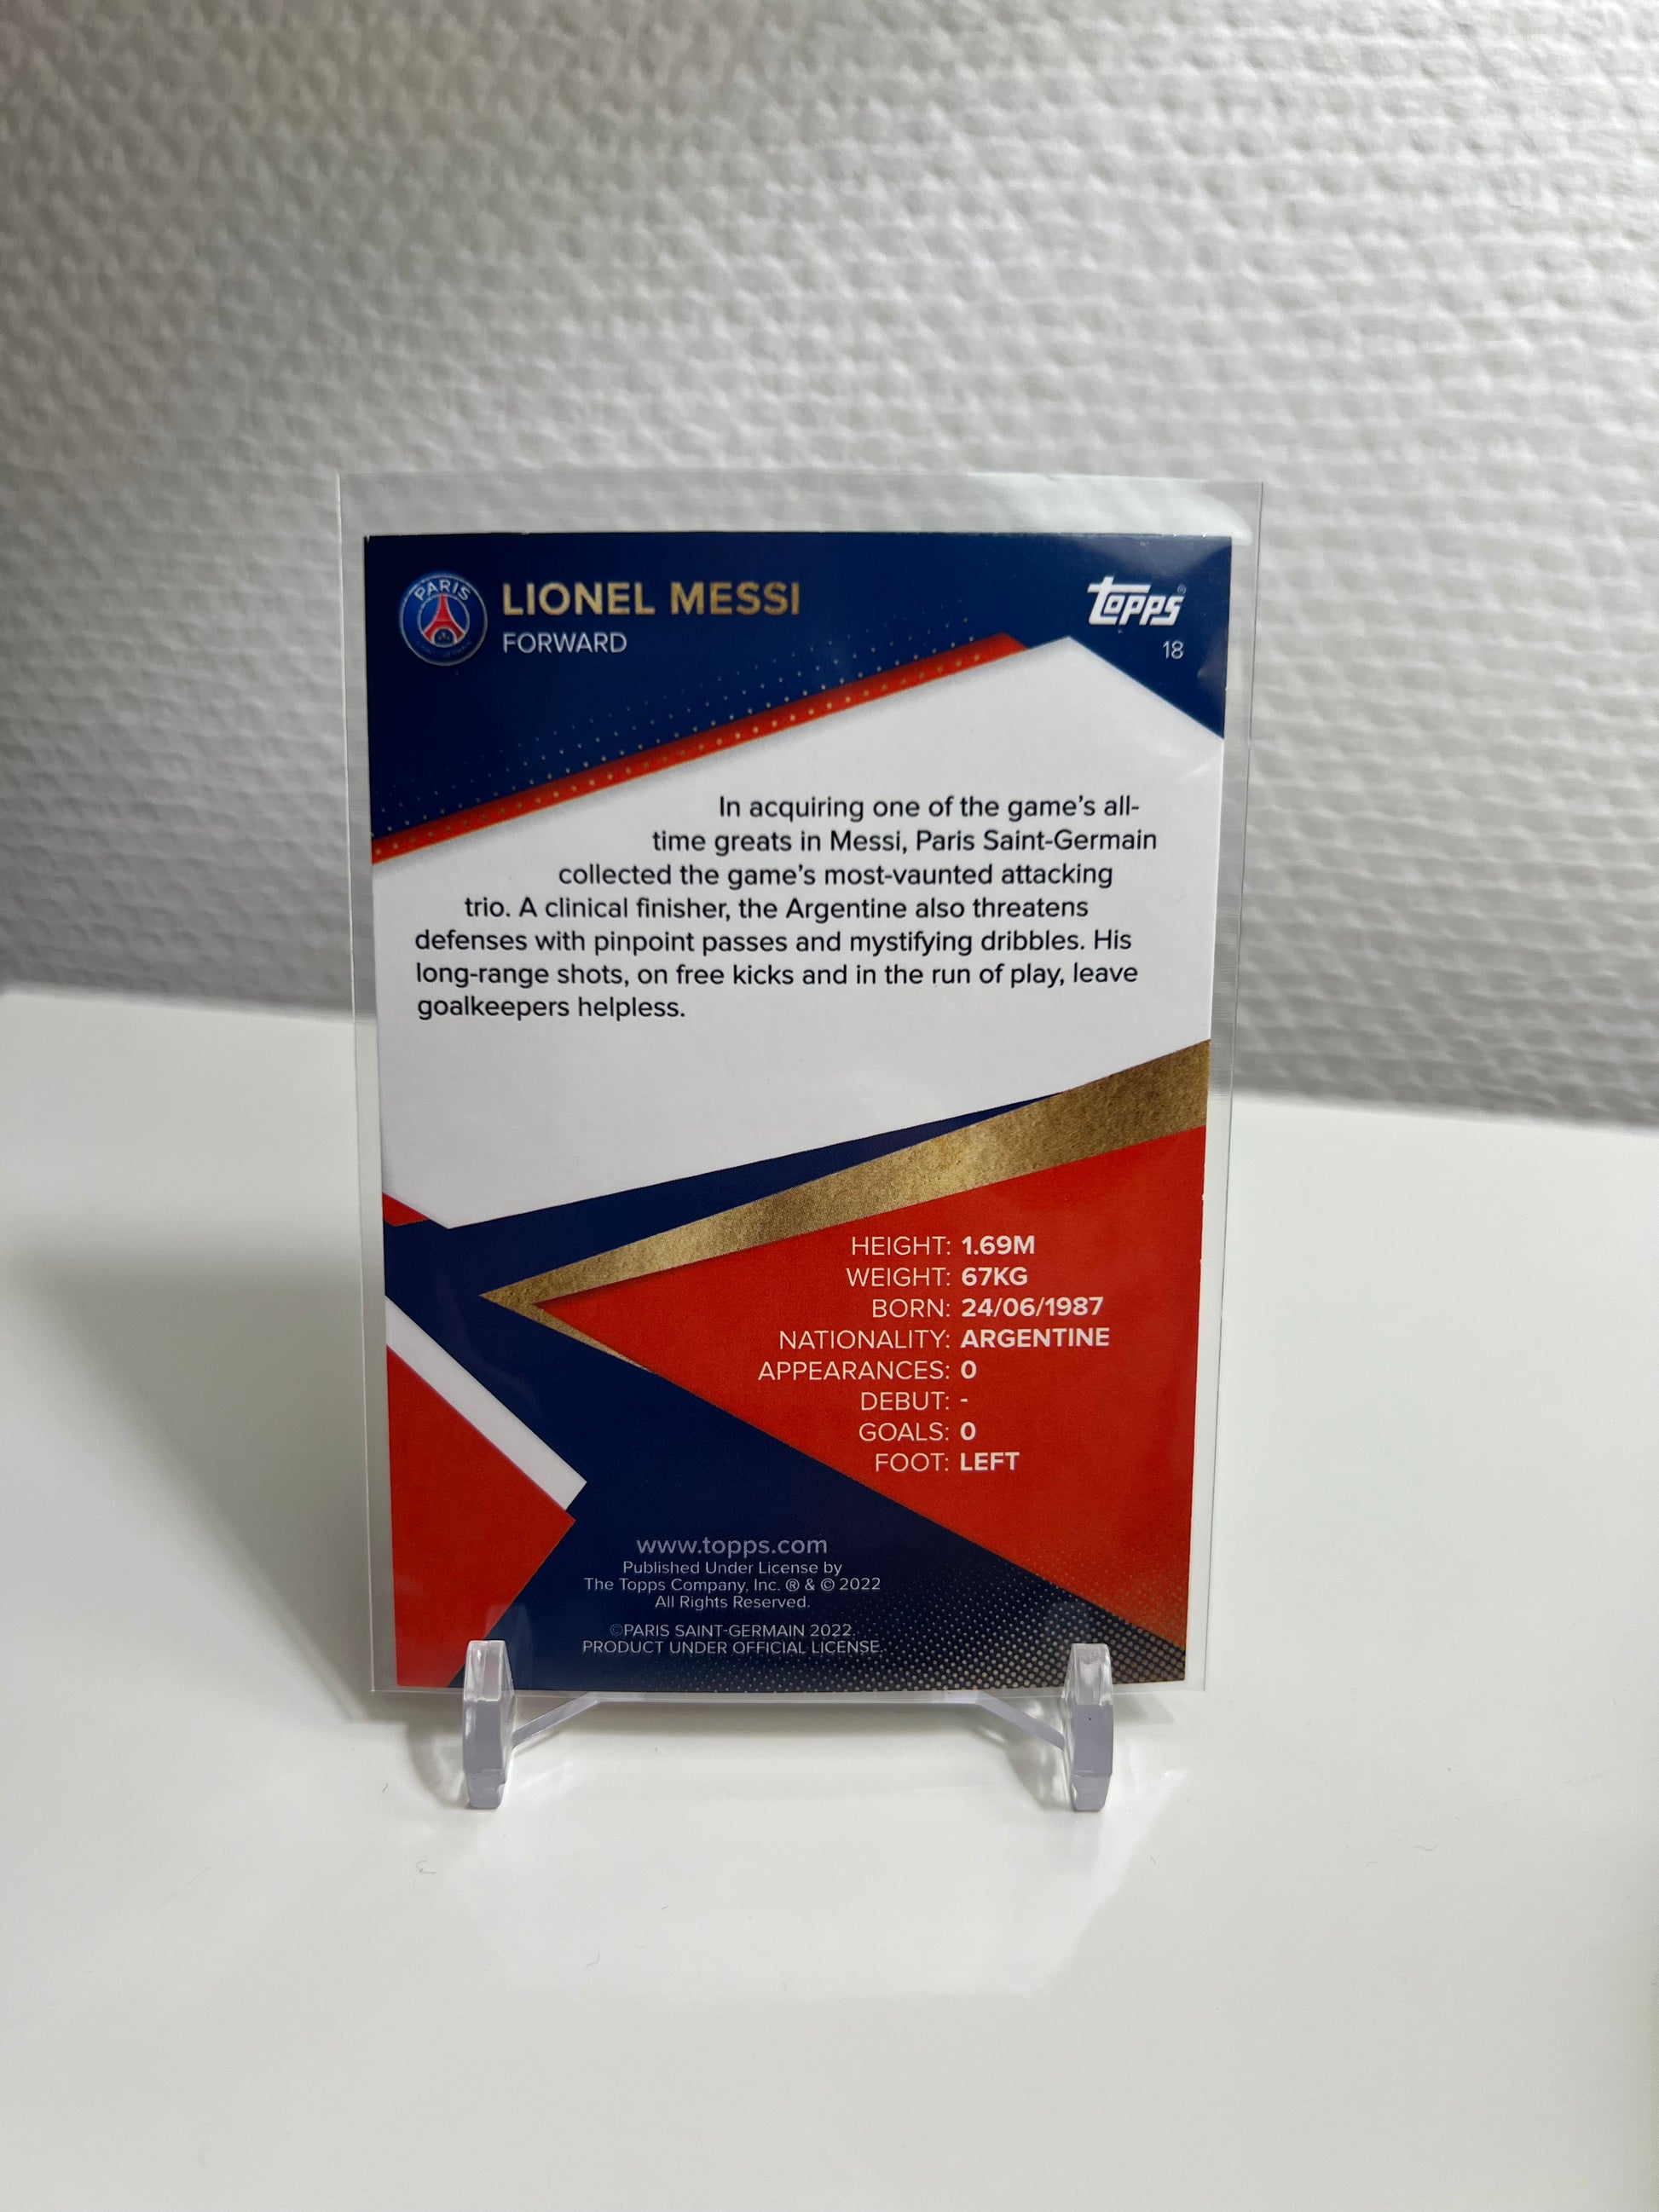 PARIS
LIONEL MESSI
FORWARD
topps®
18
In acquiring one of the game's all-
time greats in Messi, Paris Saint-Germain
collected the game's most-vaunted attacking
trio. A clinical finisher, the Argentine also threatens
defenses with pinpoint passes and mystifying dribbles. His
long-range shots, on free kicks and in the run of play, leave
goalkeepers helpless.
HEIGHT: 1.69M
WEIGHT: 67KG
BORN: 24/06/1987
NATIONALITY: ARGENTINE
APPEARANCES: 0
DEBUT: -
GOALS: 0
FOOT: LEFT
www.topps.com
Published Under License by
The Topps Company, Inc. ® & © 2022
All Rights Reserved.
©PARIS SAINT-GERMAIN 2022.
PRODUCT UNDER OFFICIAL LICENSE.